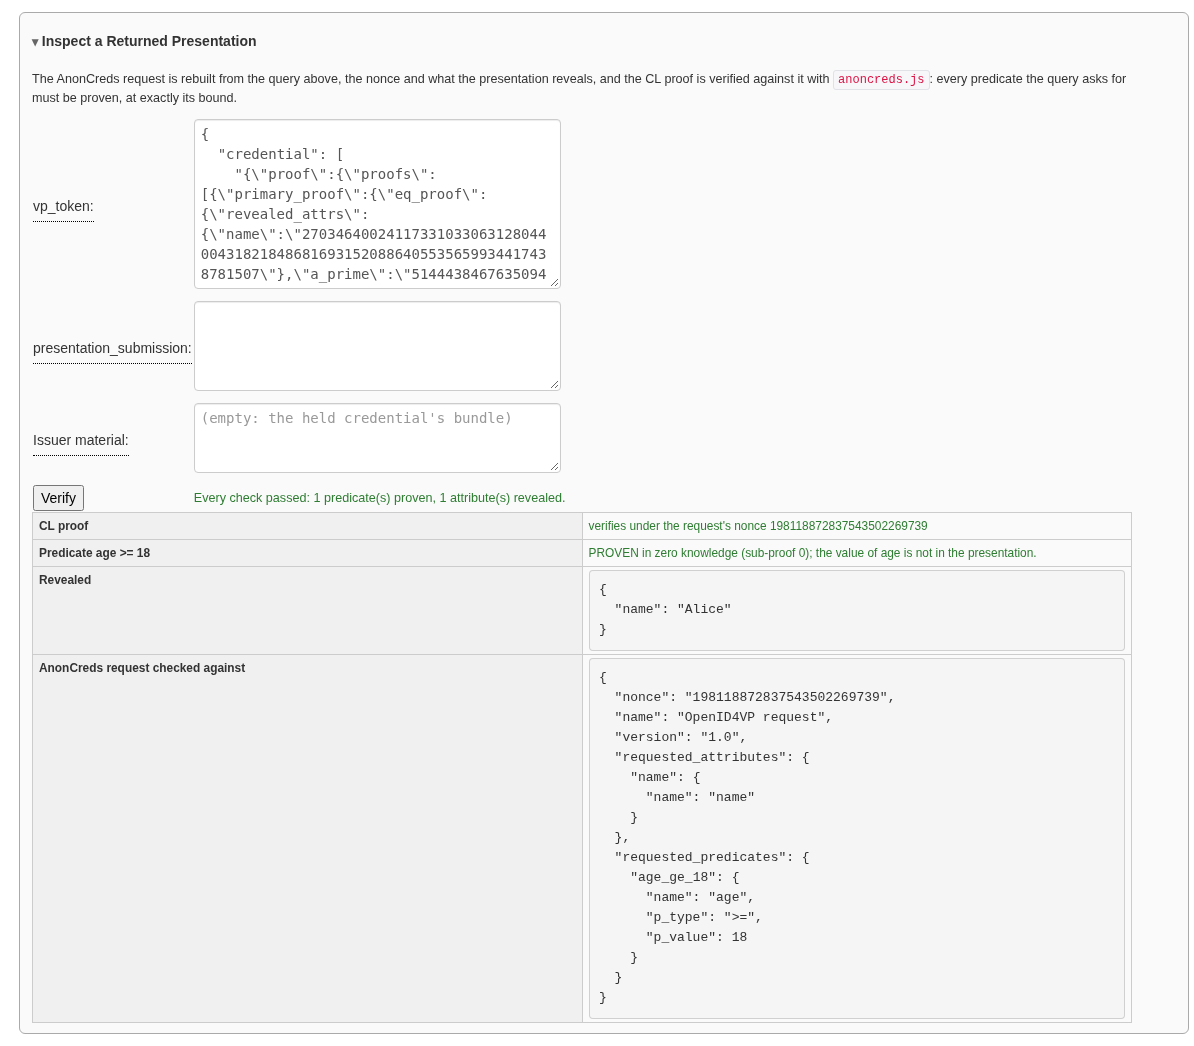 ▾ Inspect a Returned Presentation
The AnonCreds request is rebuilt from the query above, the nonce and what the presentation reveals, and the CL proof is verified against it with anoncreds.js: every predicate the query asks for
must be proven, at exactly its bound.
vp_token:
{
  "credential": [
    "{\"proof\":{\"proofs\":
[{\"primary_proof\":{\"eq_proof\":
{\"revealed_attrs\":
{\"name\":\"27034640024117331033063128044
00431821848681693152088640553565993441743
8781507\"},\"a_prime\":\"5144438467635094
presentation_submission:
Issuer material:
(empty: the held credential's bundle)
Verify
Every check passed: 1 predicate(s) proven, 1 attribute(s) revealed.
CL proof
verifies under the request's nonce 198118872837543502269739
Predicate age >= 18
PROVEN in zero knowledge (sub-proof 0); the value of age is not in the presentation.
Revealed
{
  "name": "Alice"
}
AnonCreds request checked against
{
  "nonce": "198118872837543502269739",
  "name": "OpenID4VP request",
  "version": "1.0",
  "requested_attributes": {
    "name": {
      "name": "name"
    }
  },
  "requested_predicates": {
    "age_ge_18": {
      "name": "age",
      "p_type": ">=",
      "p_value": 18
    }
  }
}